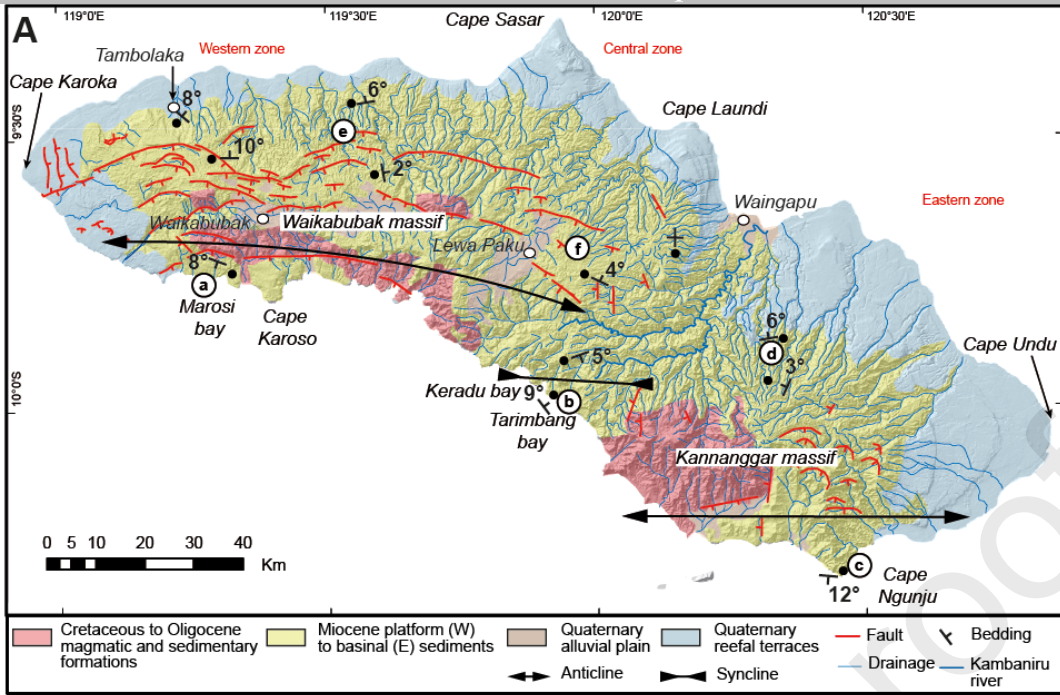 A
119°0'E
119°30'E
120°0'E
120°30'E
Cape Sasar
Tambolaka
Western zone
Central zone
Cape Karoka
Cape Laundi
9°30'S
8°
6°
e
10°
2°
Waingapu
Eastern zone
Waikabubak
Waikabubak massif
Lewa Paku
f
4°
8°
a
Marosi
bay
Cape
Karoso
6°
d
3°
Cape Undu
5°
10°0'S
Keradu bay
9°
b
Tarimbang
bay
Kannanggar massif
0 5 10 20 30 40
Km
c
Cape
Ngunju
12°
Cretaceous to Oligocene
magmatic and sedimentary
formations
Miocene platform (W)
to basinal (E) sediments
Quaternary
alluvial plain
Quaternary
reefal terraces
Fault
Bedding
Drainage
Kambaniru
river
Anticline
Syncline
roo